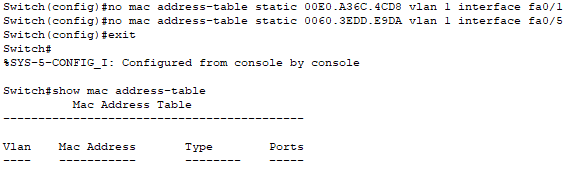 Switch(config)#no mac address-table static 00E0.A36C.4CD8 vlan 1 interface fa0/1
Switch(config)#no mac address-table static 0060.3EDD.E9DA vlan 1 interface fa0/5
Switch(config)#exit
Switch#
%SYS-5-CONFIG_I: Configured from console by console
Switch#show mac address-table
Mac Address Table
-------------------------------------------
Vlan    Mac Address       Type        Ports
----    -----------       --------    -----